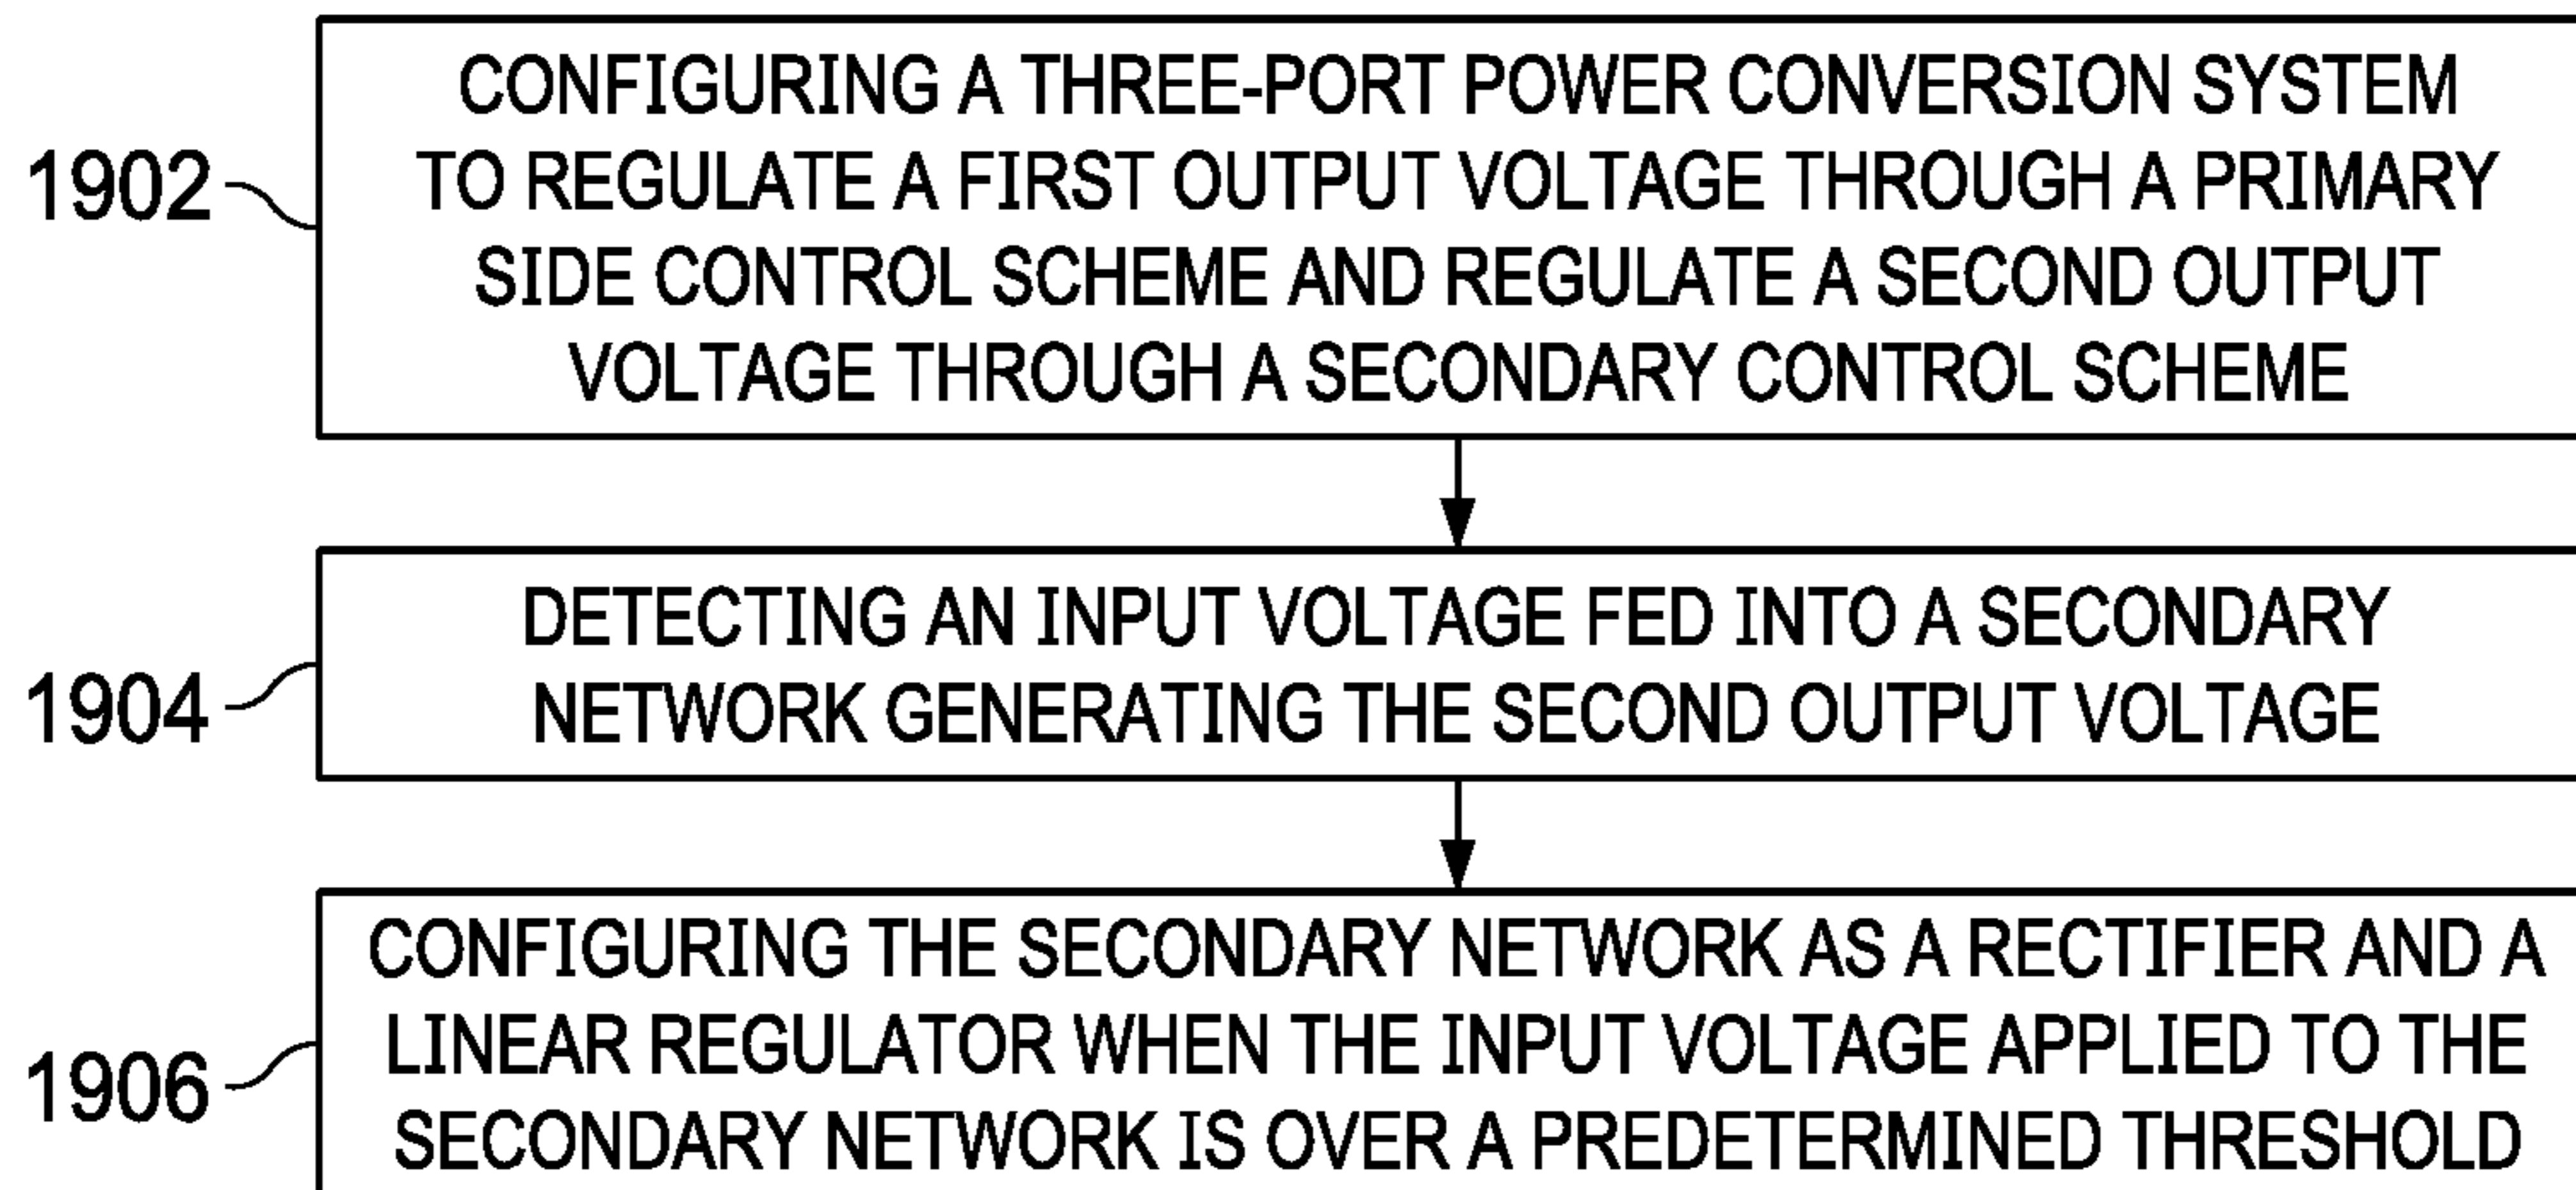 CONFIGURING A THREE-PORT POWER CONVERSION SYSTEM
TO REGULATE A FIRST OUTPUT VOLTAGE THROUGH A PRIMARY
1902
SIDE CONTROL SCHEME AND REGULATE A SECOND OUTPUT
VOLTAGE THROUGH A SECONDARY CONTROL SCHEME
DETECTING AN INPUT VOLTAGE FED INTO A SECONDARY
1904
NETWORK GENERATING THE SECOND OUTPUT VOLTAGE
CONFIGURING THE SECONDARY NETWORK AS A RECTIFIER AND A
LINEAR REGULATOR WHEN THE INPUT VOLTAGE APPLIED TO THE
1906
SECONDARY NETWORK IS OVER A PREDETERMINED THRESHOLD